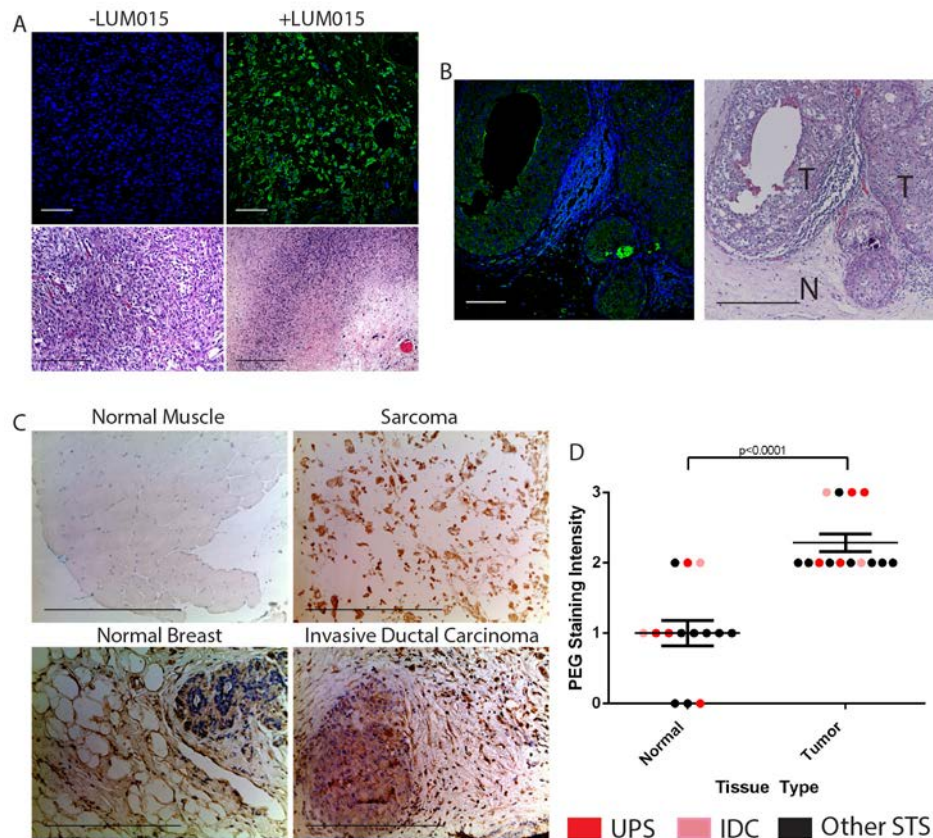 A
-LUM015
+LUM015
B
T
T
N
C
Normal Muscle
Sarcoma
Normal Breast
Invasive Ductal Carcinoma
D
p<0.0001
PEG Staining Intensity
3
2
1
0
Normal
Tumor
Tissue Type
UPS
IDC
Other STS